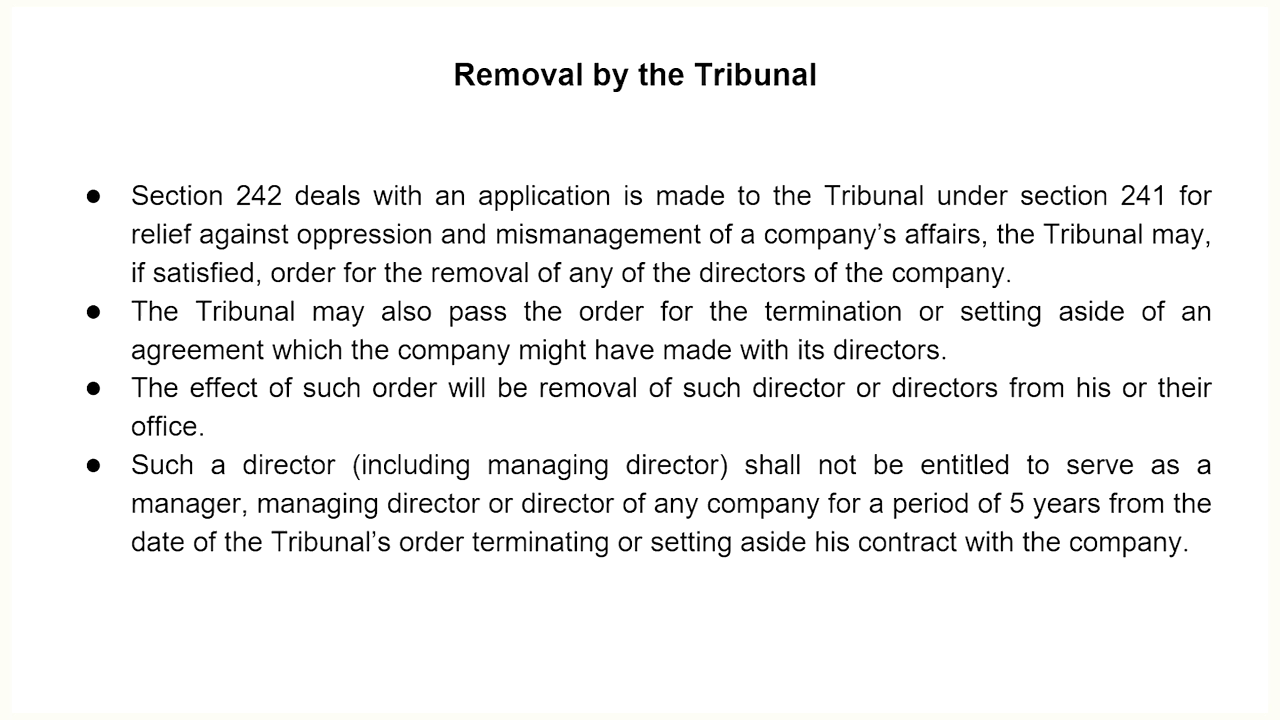 Removal by the Tribunal
● Section 242 deals with an application is made to the Tribunal under section 241 for
relief against oppression and mismanagement of a company’s affairs, the Tribunal may,
if satisfied, order for the removal of any of the directors of the company.
● The Tribunal may also pass the order for the termination or setting aside of an
agreement which the company might have made with its directors.
● The effect of such order will be removal of such director or directors from his or their
office.
● Such a director (including managing director) shall not be entitled to serve as a
manager, managing director or director of any company for a period of 5 years from the
date of the Tribunal’s order terminating or setting aside his contract with the company.